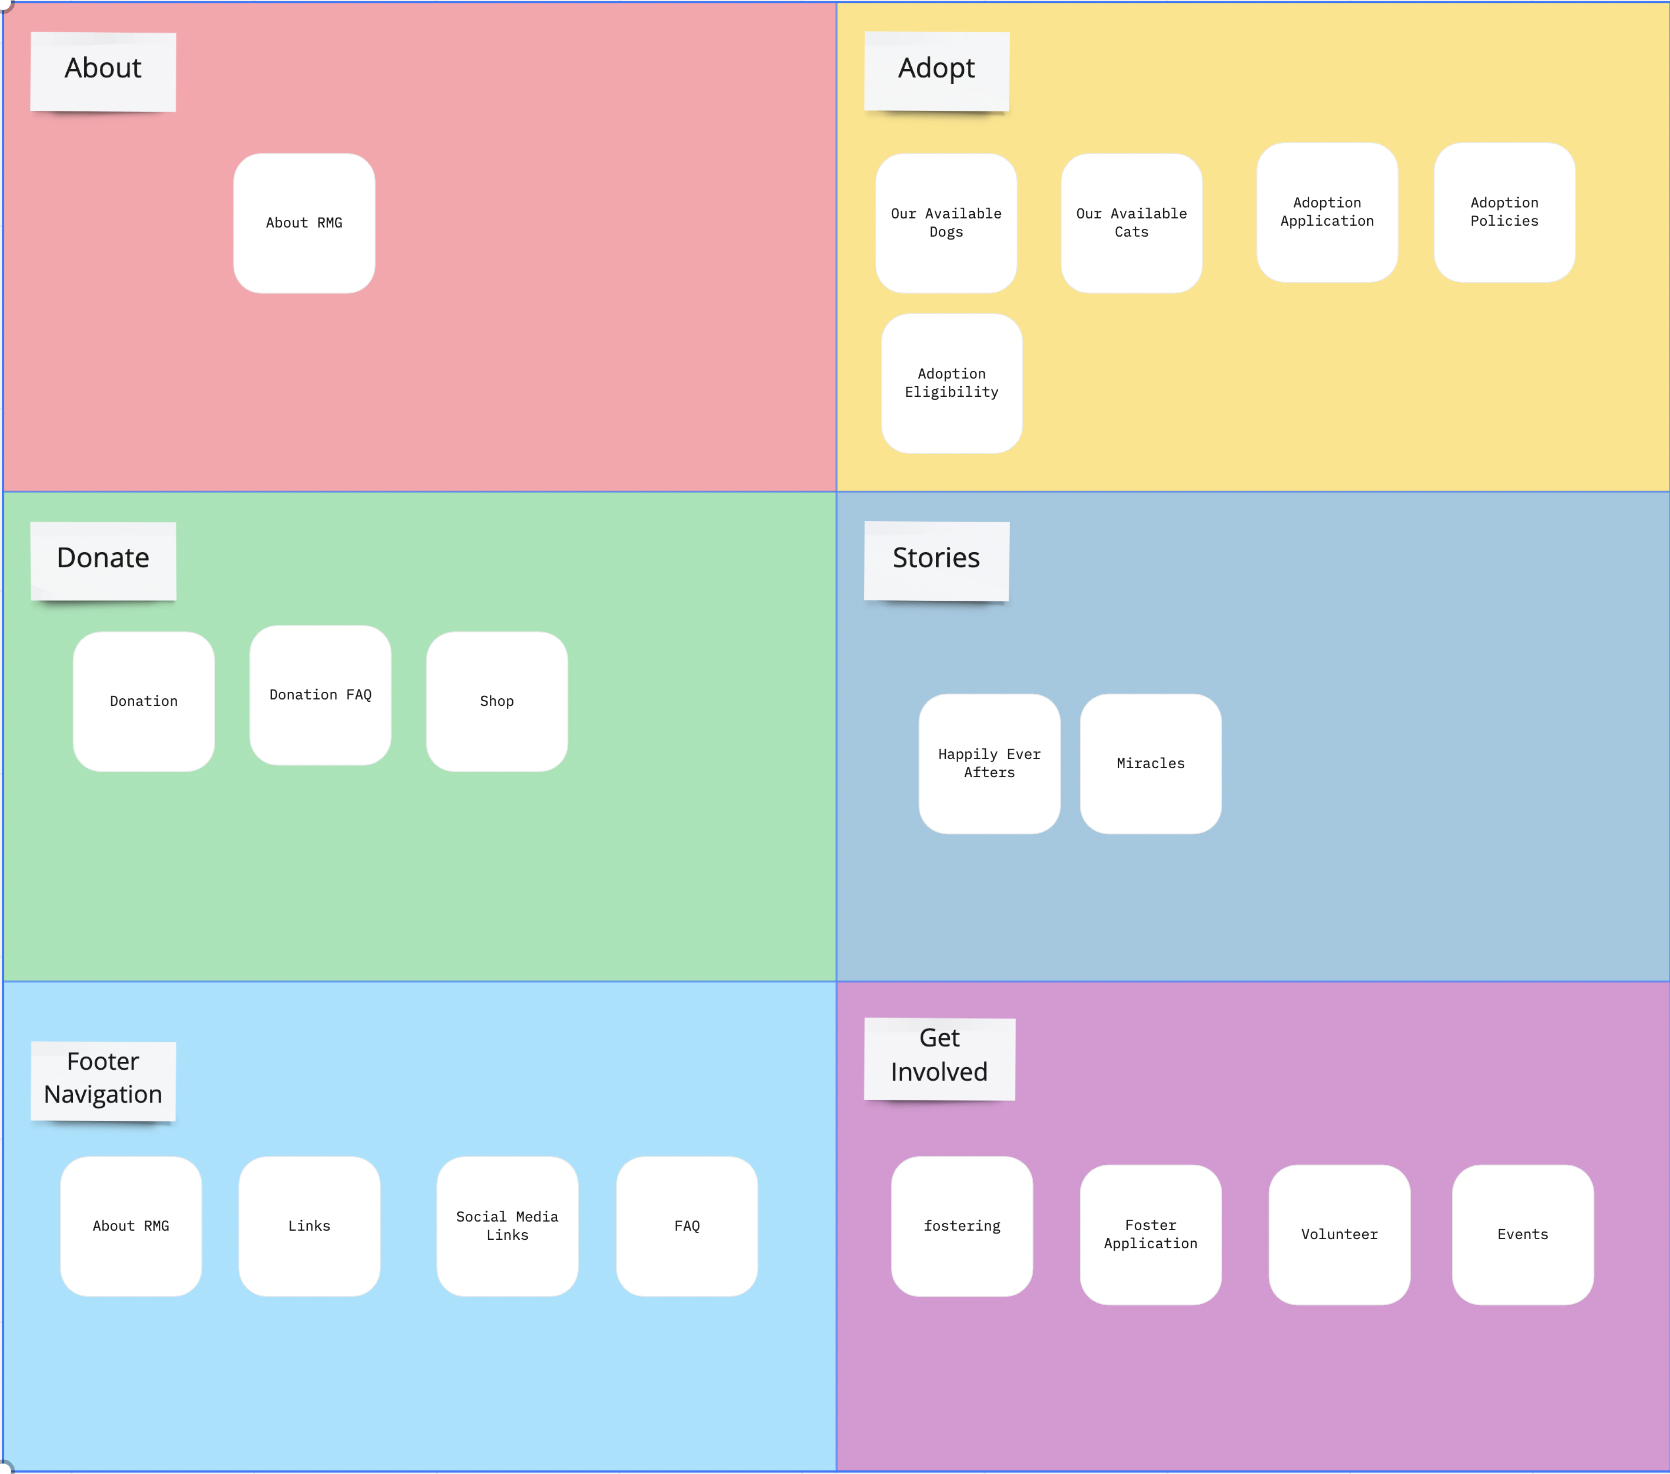 About
About RMG
Adopt
Our Available
Dogs
Our Available
Cats
Adoption
Application
Adoption
Policies
Adoption
Eligibility
Donate
Donation
Donation FAQ
Shop
Stories
Happily Ever
Afters
Miracles
Footer
Navigation
About RMG
Links
Social Media
Links
FAQ
Get
Involved
fostering
Foster
Application
Volunteer
Events